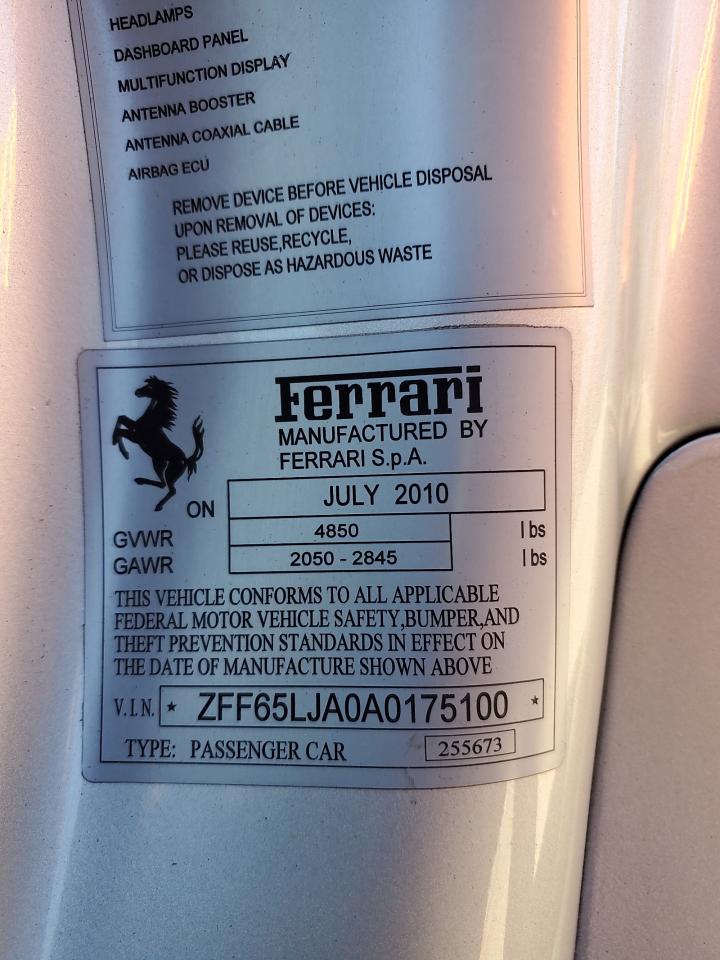 HEADLAMPS
DASHBOARD PANEL
MULTIFUNCTION DISPLAY
ANTENNA BOOSTER
ANTENNA COAXIAL CABLE
AIRBAG ECU
REMOVE DEVICE BEFORE VEHICLE DISPOSAL
UPON REMOVAL OF DEVICES:
PLEASE REUSE,RECYCLE,
OR DISPOSE AS HAZARDOUS WASTE
Ferrari
MANUFACTURED BY
FERRARI S.p.A.
ON JULY 2010
GVWR 4850 lbs
GAWR 2050 - 2845 lbs
THIS VEHICLE CONFORMS TO ALL APPLICABLE
FEDERAL MOTOR VEHICLE SAFETY,BUMPER,AND
THEFT PREVENTION STANDARDS IN EFFECT ON
THE DATE OF MANUFACTURE SHOWN ABOVE
V.I.N. * ZFF65LJA0A0175100 *
TYPE: PASSENGER CAR 255673